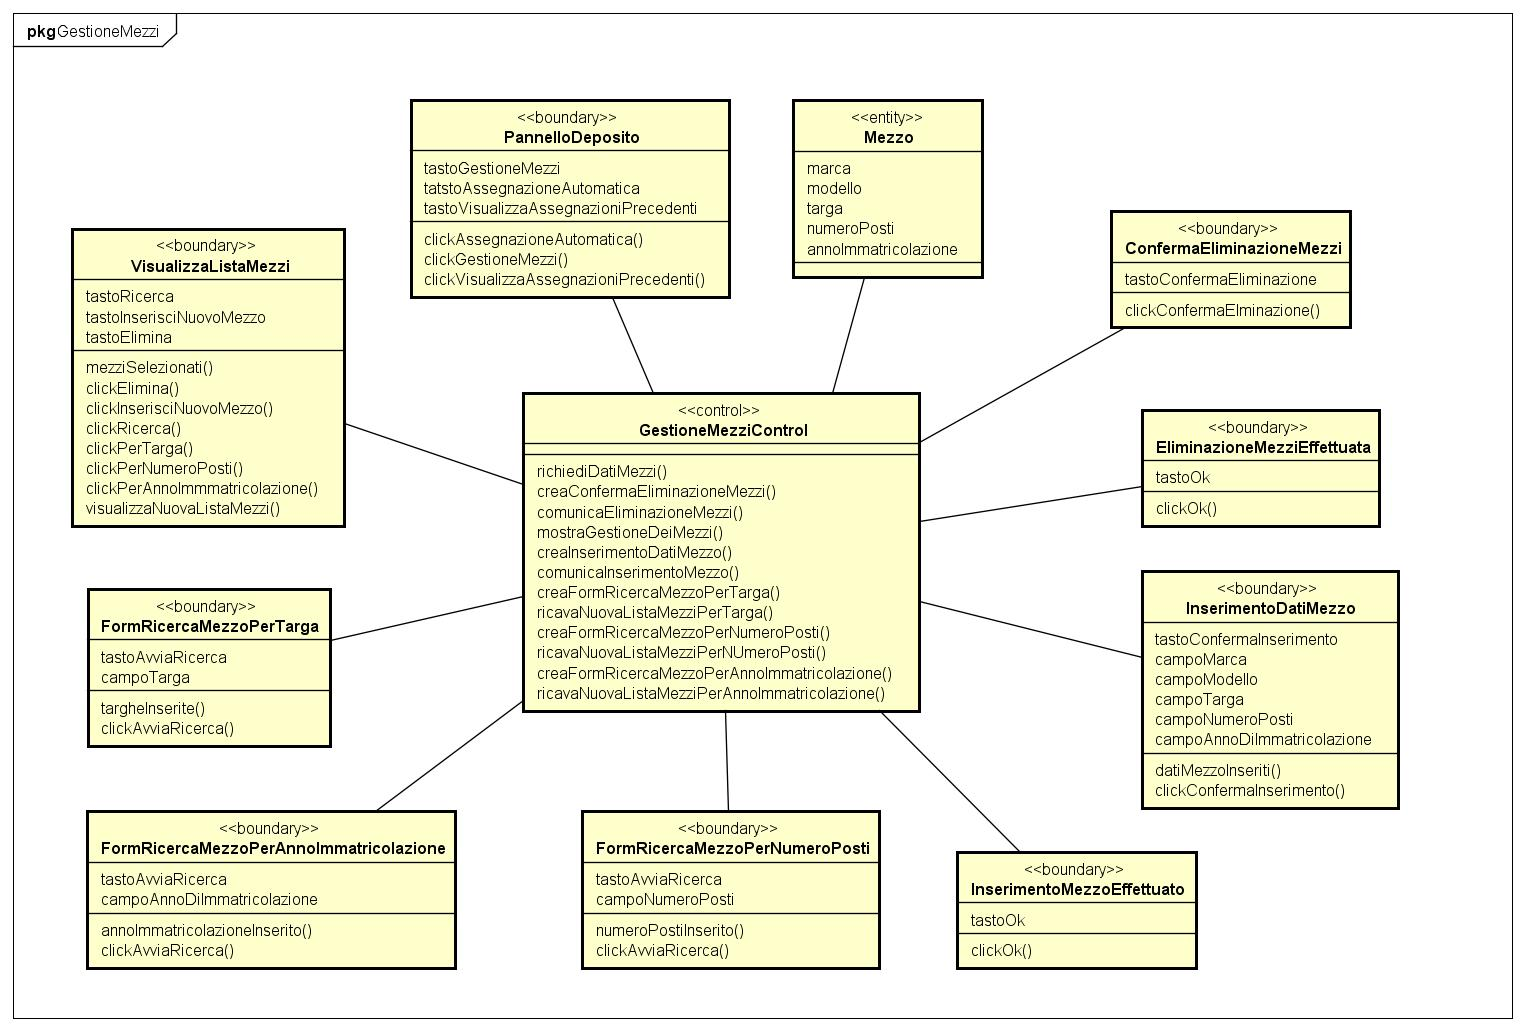 pkgGestioneMezzi
<<boundary>>
PannelloDeposito
tastoGestioneMezzi
tatstoAssegnazioneAutomatica
tastoVisualizzaAssegnazioniPrecedenti
clickAssegnazioneAutomatica()
clickGestioneMezzi()
clickVisualizzaAssegnazioniPrecedenti()
<<entity>>
Mezzo
marca
modello
targa
numeroPosti
annoImmatricolazione
<<boundary>>
ConfermaEliminazioneMezzi
tastoConfermaEliminazione
clickConfermaElminazione()
<<boundary>>
VisualizzaListaMezzi
tastoRicerca
tastoInserisciNuovoMezzo
tastoElimina
mezziSelezionati()
clickElimina()
clickInserisciNuovoMezzo()
clickRicerca()
clickPerTarga()
clickPerNumeroPosti()
clickPerAnnoImmmatricolazione()
visualizzaNuovaListaMezzi()
<<control>>
GestioneMezziControl
richiediDatiMezzi()
creaConfermaEliminazioneMezzi()
comunicaEliminazioneMezzi()
mostraGestioneDeiMezzi()
creaInserimentoDatiMezzo()
comunicaInserimentoMezzo()
creaFormRicercaMezzoPerTarga()
ricavaNuovaListaMezziPerTarga()
creaFormRicercaMezzoPerNumeroPosti()
ricavaNuovaListaMezziPerNUmeroPosti()
creaFormRicercaMezzoPerAnnoImmatricolazione()
ricavaNuovaListaMezziPerAnnoImmatricolazione()
<<boundary>>
EliminazioneMezziEffettuata
tastoOk
clickOk()
<<boundary>>
FormRicercaMezzoPerTarga
tastoAvviaRicerca
campoTarga
targheInserite()
clickAvviaRicerca()
<<boundary>>
InserimentoDatiMezzo
tastoConfermaInserimento
campoMarca
campoModello
campoTarga
campoNumeroPosti
campoAnnoDiImmatricolazione
datiMezzoInseriti()
clickConfermaInserimento()
<<boundary>>
FormRicercaMezzoPerAnnoImmatricolazione
tastoAvviaRicerca
campoAnnoDiImmatricolazione
annoImmatricolazioneInserito()
clickAvviaRicerca()
<<boundary>>
FormRicercaMezzoPerNumeroPosti
tastoAvviaRicerca
campoNumeroPosti
numeroPostiInserito()
clickAvviaRicerca()
<<boundary>>
InserimentoMezzoEffettuato
tastoOk
clickOk()